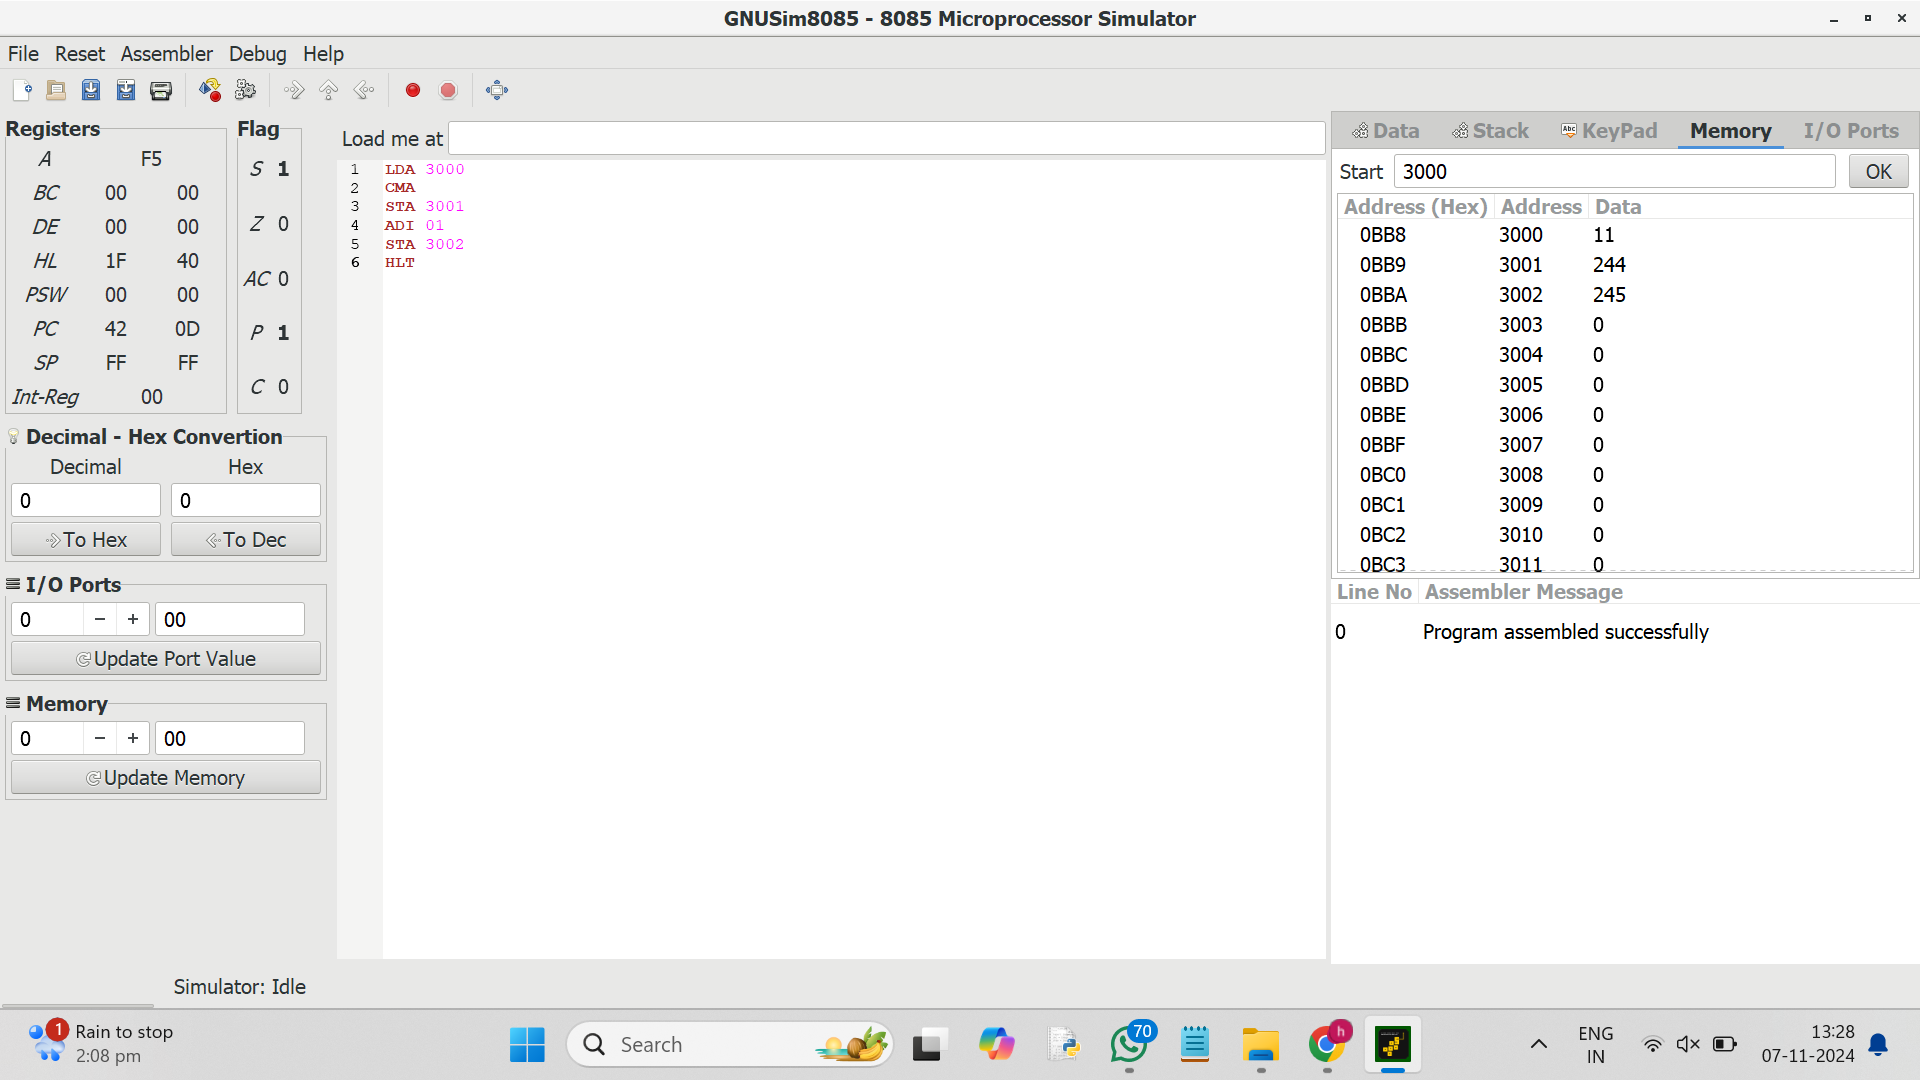 GNUSim8085 - 8085 Microprocessor Simulator
File Reset Assembler Debug Help
Registers
A F5
BC 00 00
DE 00 00
HL 1F 40
PSW 00 00
PC 42 0D
SP FF FF
Int-Reg 00
Flag
S 1
Z 0
AC 0
P 1
C 0
Decimal - Hex Convertion
Decimal Hex
0 0
To Hex To Dec
I/O Ports
0 − + 00
Update Port Value
Memory
0 − + 00
Update Memory
Load me at
1 LDA 3000
2 CMA
3 STA 3001
4 ADI 01
5 STA 3002
6 HLT
Data Stack Abc KeyPad Memory I/O Ports
Start 3000 OK
Address (Hex) Address Data
0BB8 3000 11
0BB9 3001 244
0BBA 3002 245
0BBB 3003 0
0BBC 3004 0
0BBD 3005 0
0BBE 3006 0
0BBF 3007 0
0BC0 3008 0
0BC1 3009 0
0BC2 3010 0
0BC3 3011 0
Line No Assembler Message
0 Program assembled successfully
Simulator: Idle
1 Rain to stop
2:08 pm
Search
70
h
ENG
IN
13:28
07-11-2024